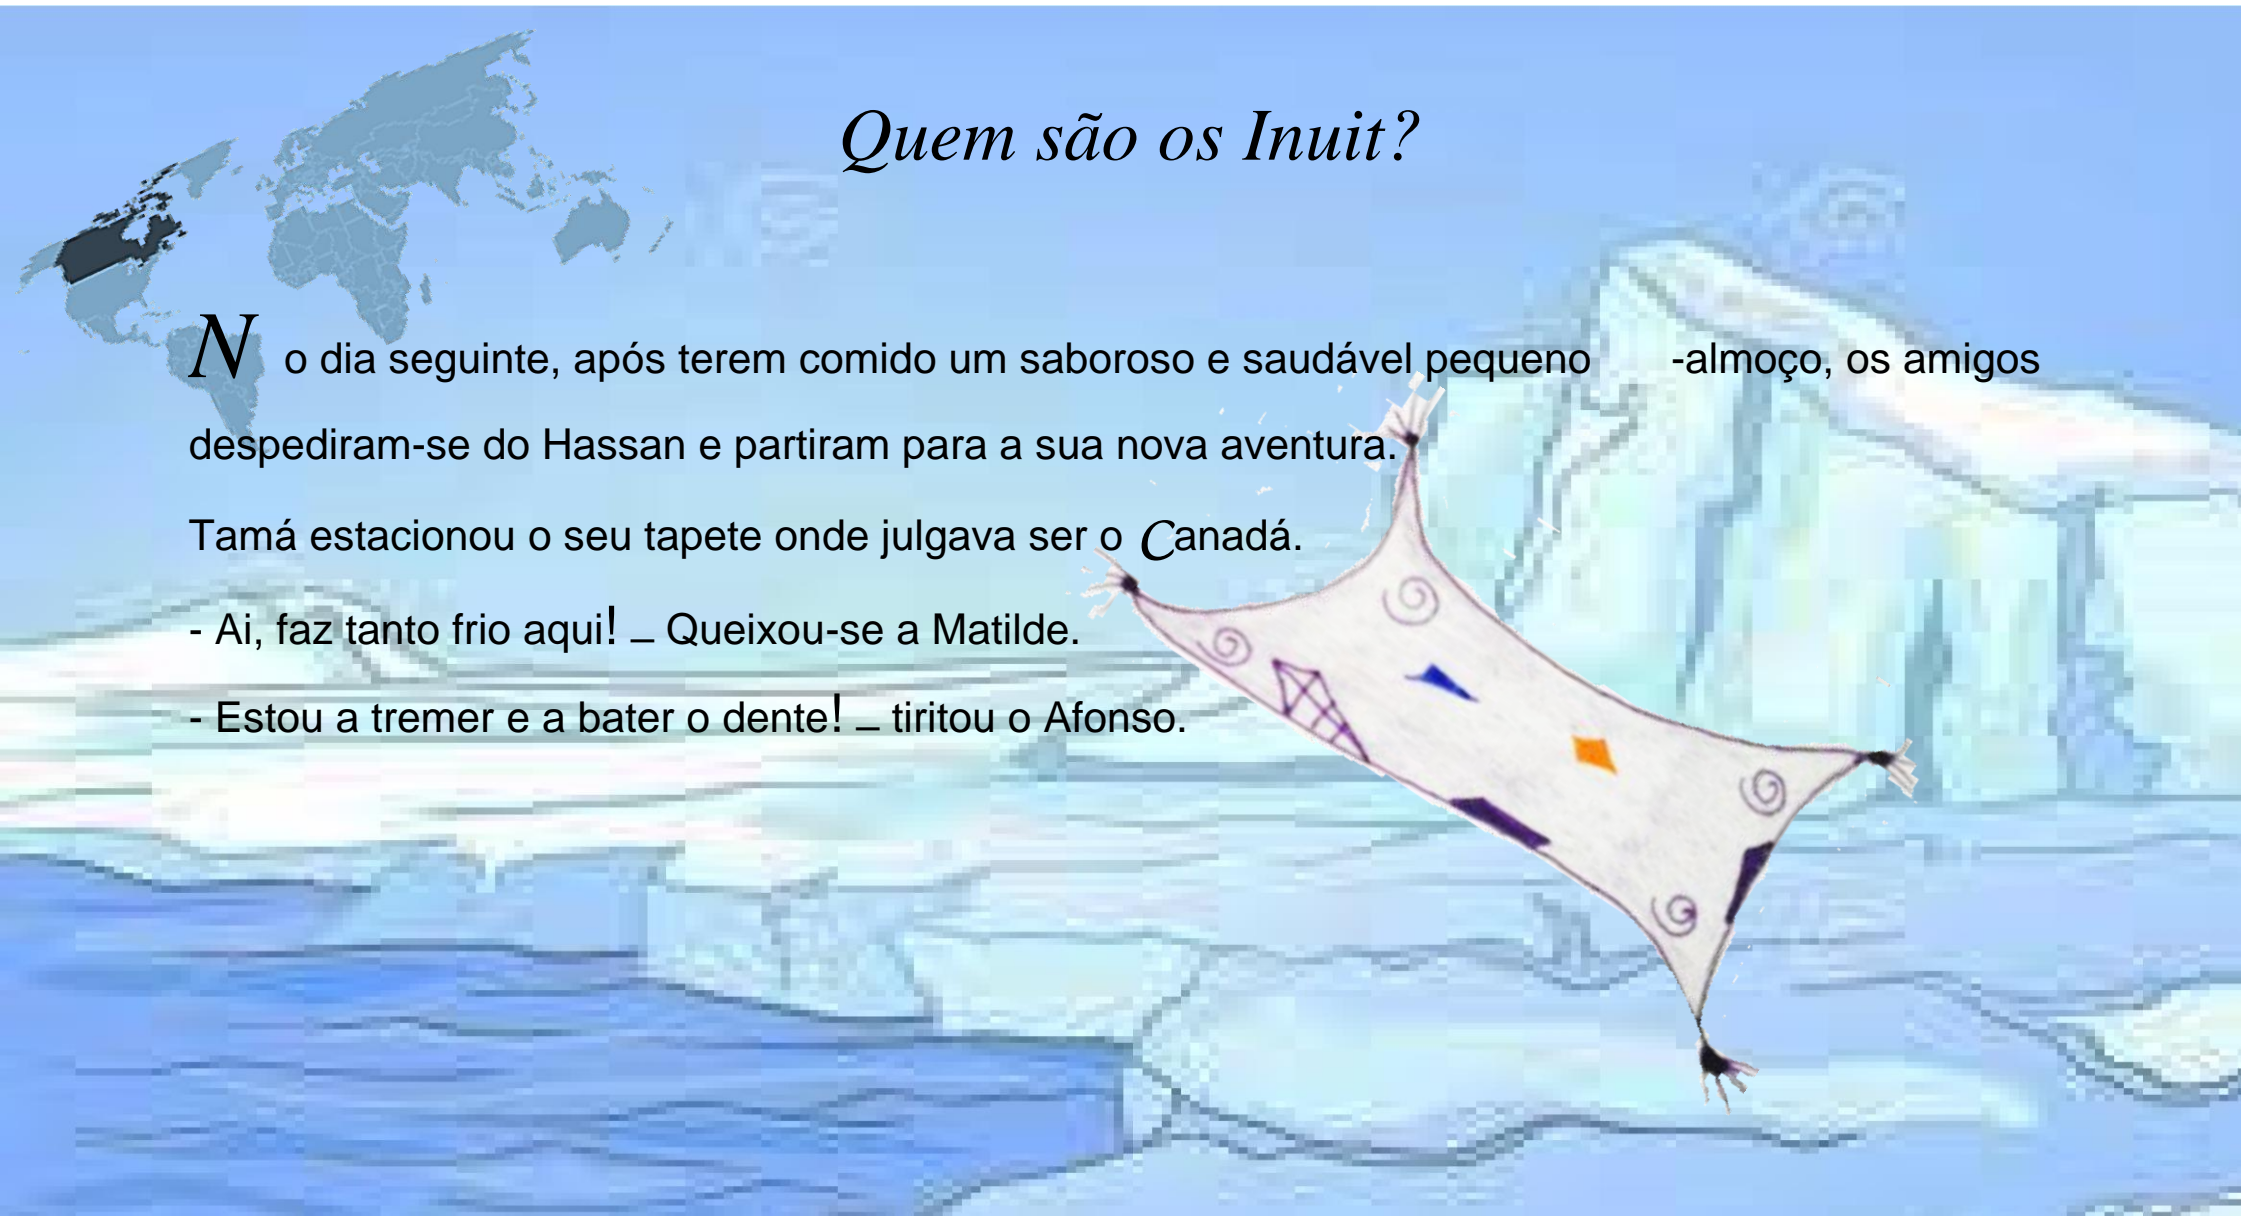 Quem são os Inuit?
No dia seguinte, após terem comido um saboroso e saudável pequeno -almoço, os amigos
despediram-se do Hassan e partiram para a sua nova aventura.
Tamá estacionou o seu tapete onde julgava ser o Canadá.
- Ai, faz tanto frio aqui! – Queixou-se a Matilde.
- Estou a tremer e a bater o dente! – tiritou o Afonso.